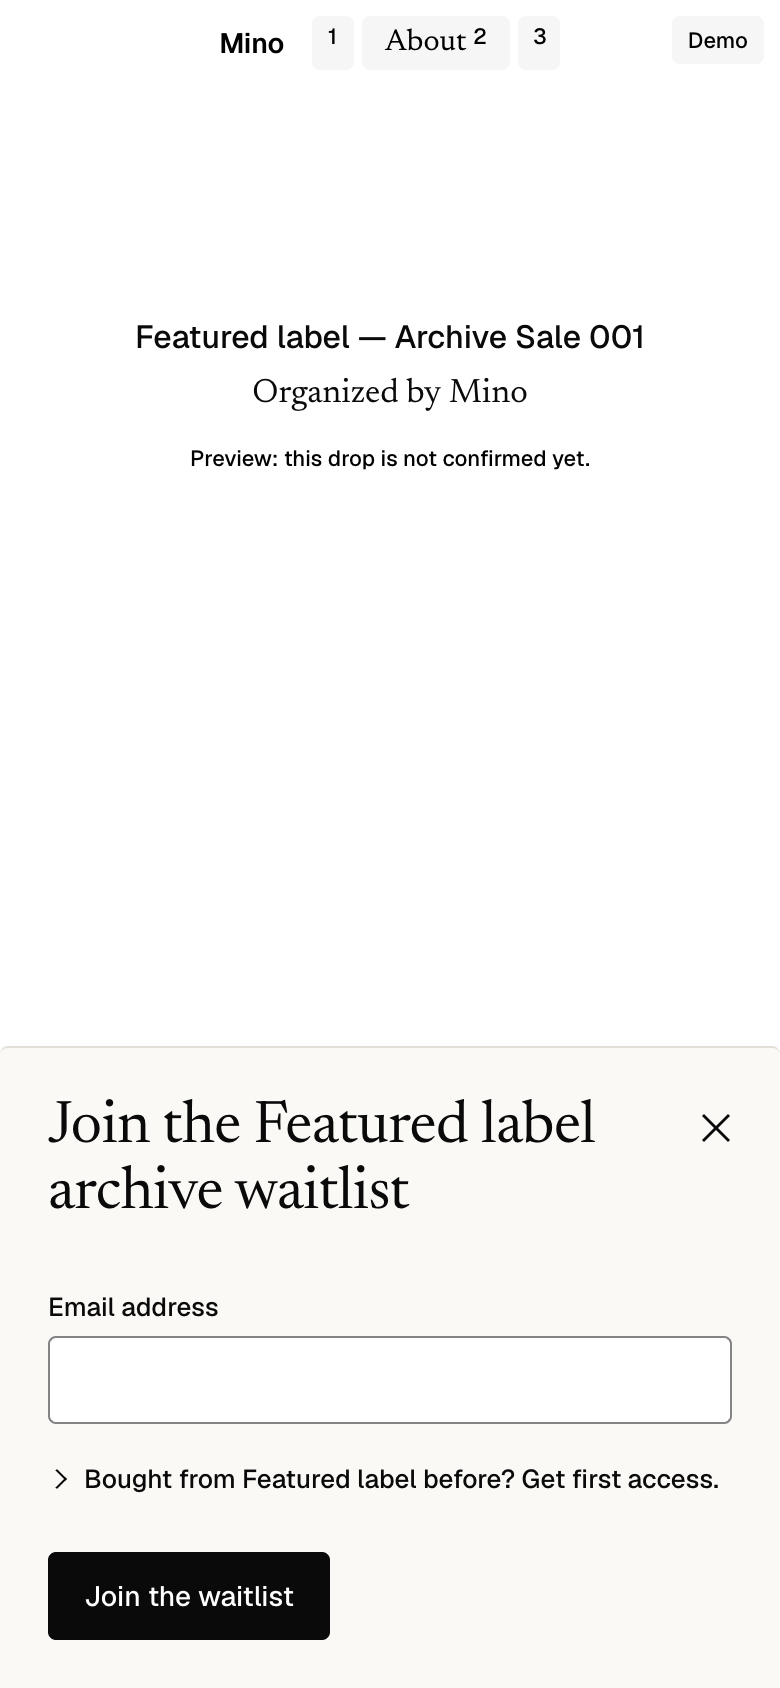 Mino 1 About 2 3 Demo
Featured label — Archive Sale 001
Organized by Mino
Preview: this drop is not confirmed yet.
Join the Featured label
archive waitlist
Email address
Bought from Featured label before? Get first access.
Join the waitlist